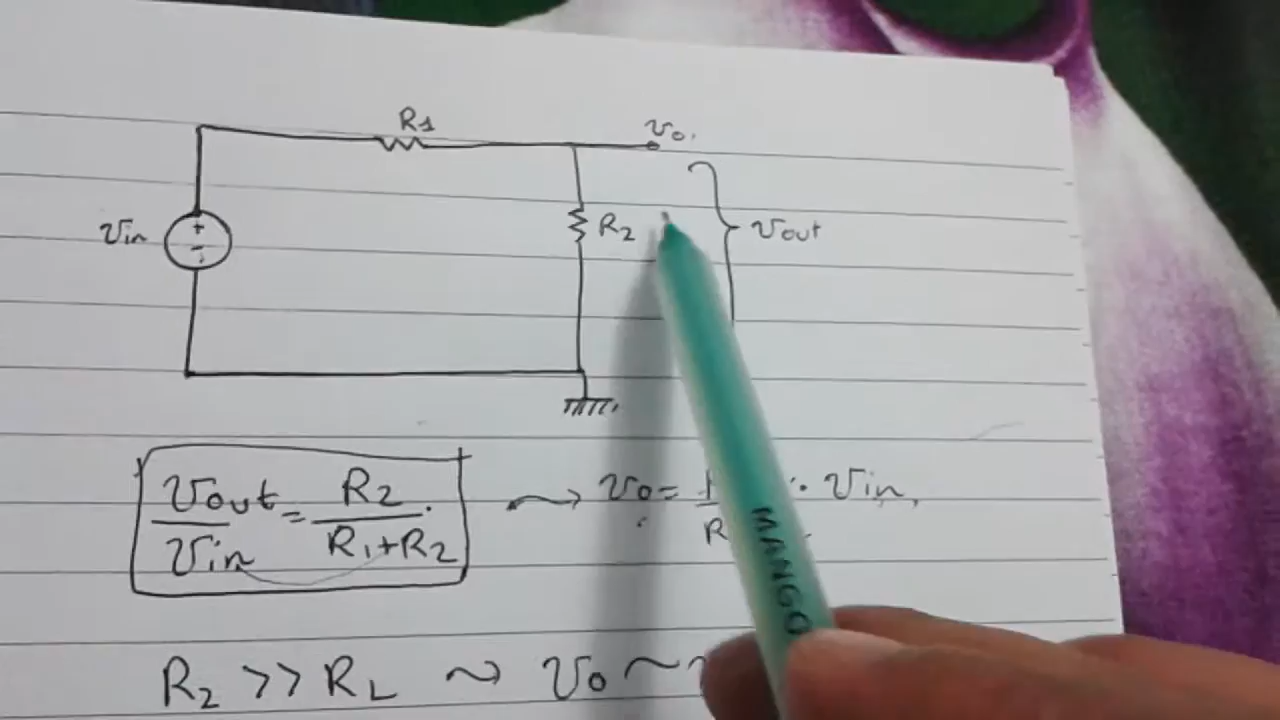 R1
Vo.
Vin
+
-
R2
Vout
Vout/Vin = R2/(R1+R2) ⟿ Vo = . Vin,
MANGO
R2 >> RL ⤳ Vo ~